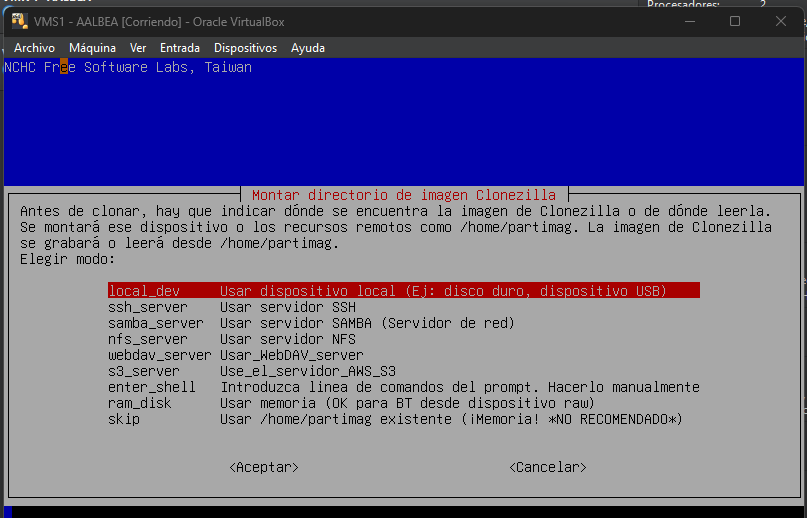 VMS1 - AALBEA [Corriendo] - Oracle VirtualBox
Procesadores: 2
Archivo Máquina Ver Entrada Dispositivos Ayuda
NCHC Free Software Labs, Taiwan
Montar directorio de imagen Clonezilla
Antes de clonar, hay que indicar dónde se encuentra la imagen de Clonezilla o de dónde leerla.
Se montará ese dispositivo o los recursos remotos como /home/partimag. La imagen de Clonezilla
se grabará o leerá desde /home/partimag.
Elegir modo:
local_dev Usar dispositivo local (Ej: disco duro, dispositivo USB)
ssh_server Usar servidor SSH
samba_server Usar servidor SAMBA (Servidor de red)
nfs_server Usar servidor NFS
webdav_server Usar_WebDAV_server
s3_server Use_el_servidor_AWS_S3
enter_shell Introduzca linea de comandos del prompt. Hacerlo manualmente
ram_disk Usar memoria (OK para BT desde dispositivo raw)
skip Usar /home/partimag existente (¡Memoria! *NO RECOMENDADO*)
<Aceptar> <Cancelar>